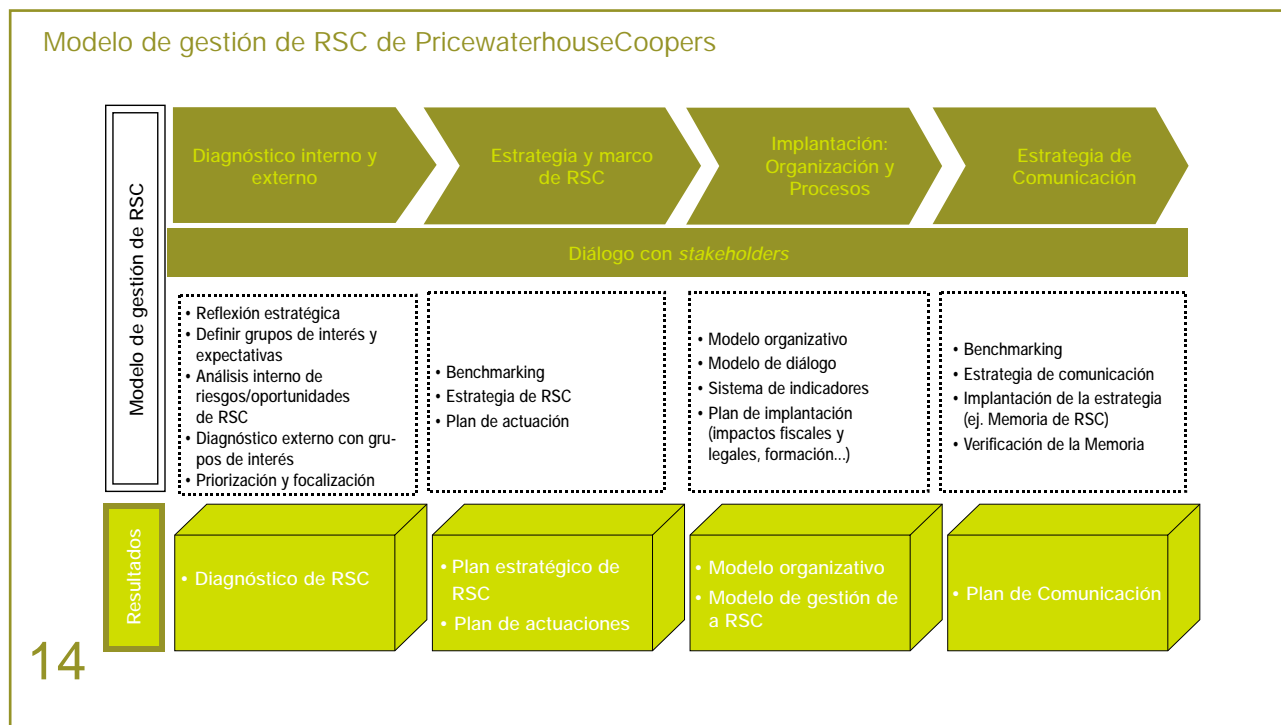 Modelo de gestión de RSC de PricewaterhouseCoopers
Modelo de gestión de RSC
Diagnóstico interno y
externo
Estrategia y marco
de RSC
Implantación:
Organización y
Procesos
Estrategia de
Comunicación
Diálogo con stakeholders
• Reflexión estratégica
• Definir grupos de interés y
expectativas
• Análisis interno de
riesgos/oportunidades
de RSC
• Diagnóstico externo con gru-
pos de interés
• Priorización y focalización
• Benchmarking
• Estrategia de RSC
• Plan de actuación
• Modelo organizativo
• Modelo de diálogo
• Sistema de indicadores
• Plan de implantación
(impactos fiscales y
legales, formación...)
• Benchmarking
• Estrategia de comunicación
• Implantación de la estrategia
(ej. Memoria de RSC)
• Verificación de la Memoria
Resultados
• Diagnóstico de RSC
• Plan estratégico de
RSC
• Plan de actuaciones
• Modelo organizativo
• Modelo de gestión de
a RSC
• Plan de Comunicación
14